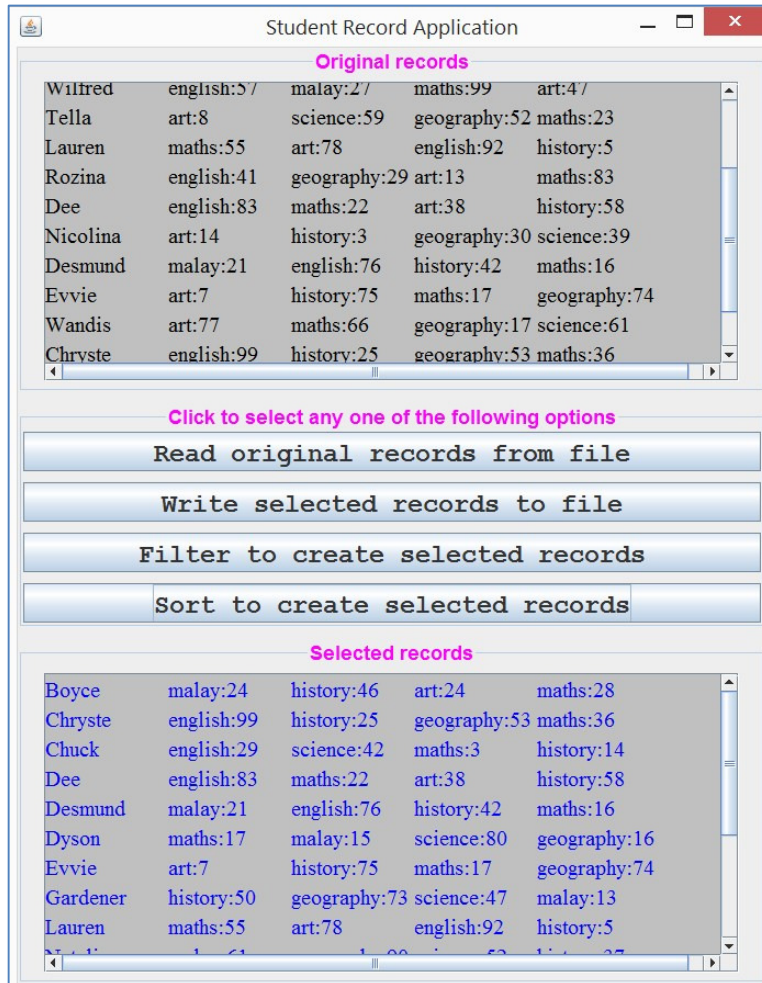 Student Record Application
Original records
Wilfred english:57 malay:27 maths:99 art:47
Tella art:8 science:59 geography:52 maths:23
Lauren maths:55 art:78 english:92 history:5
Rozina english:41 geography:29 art:13 maths:83
Dee english:83 maths:22 art:38 history:58
Nicolina art:14 history:3 geography:30 science:39
Desmund malay:21 english:76 history:42 maths:16
Evvie art:7 history:75 maths:17 geography:74
Wandis art:77 maths:66 geography:17 science:61
Chryste english:99 history:25 geography:53 maths:36
Click to select any one of the following options
Read original records from file
Write selected records to file
Filter to create selected records
Sort to create selected records
Selected records
Boyce malay:24 history:46 art:24 maths:28
Chryste english:99 history:25 geography:53 maths:36
Chuck english:29 science:42 maths:3 history:14
Dee english:83 maths:22 art:38 history:58
Desmund malay:21 english:76 history:42 maths:16
Dyson maths:17 malay:15 science:80 geography:16
Evvie art:7 history:75 maths:17 geography:74
Gardener history:50 geography:73 science:47 malay:13
Lauren maths:55 art:78 english:92 history:5